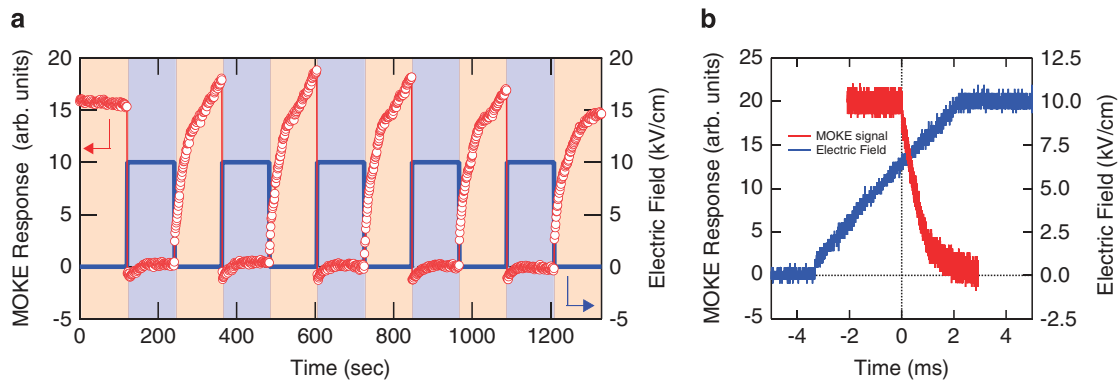 a
MOKE Response (arb. units)
20
15
10
5
0
-5
0 200 400 600 800 1000 1200
Time (sec)
20
15
10
5
0
-5
Electric Field (kV/cm)
b
MOKE Response (arb. units)
25
20
15
10
5
0
-5
MOKE signal
Electric Field
-4 -2 0 2 4
Time (ms)
12.5
10.0
7.5
5.0
2.5
0.0
-2.5
Electric Field (kV/cm)